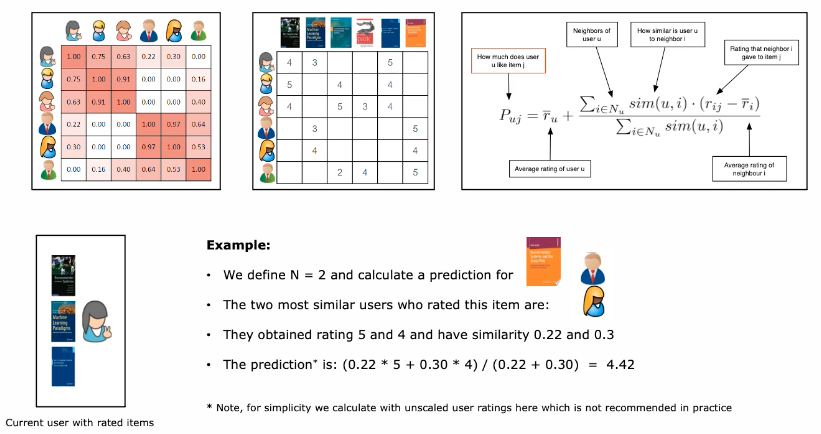 1.00 0.75 0.63 0.22 0.30 0.00
0.75 1.00 0.91 0.00 0.00 0.16
0.63 0.91 1.00 0.00 0.00 0.40
0.22 0.00 0.00 1.00 0.97 0.64
0.30 0.00 0.00 0.97 1.00 0.53
0.00 0.16 0.40 0.64 0.53 1.00
4 3 5
5 4 4
4 5 3 4
3 5
4 4
2 4 5
Neighbors of
user u
How similar is user u
to neighbor i
How much does user
u like item j
Rating that neighbor i
gave to item j
P_{uj} = \overline{r}_u + \frac{\sum_{i \in N_u} sim(u, i) \cdot (r_{ij} - \overline{r}_i)}{\sum_{i \in N_u} sim(u, i)}
Average rating of user u
Average rating of
neighbour i
Example:
• We define N = 2 and calculate a prediction for
• The two most similar users who rated this item are:
• They obtained rating 5 and 4 and have similarity 0.22 and 0.3
• The prediction* is: (0.22 * 5 + 0.30 * 4) / (0.22 + 0.30) = 4.42
* Note, for simplicity we calculate with unscaled user ratings here which is not recommended in practice
Machine
Learning
Paradigms
Current user with rated items